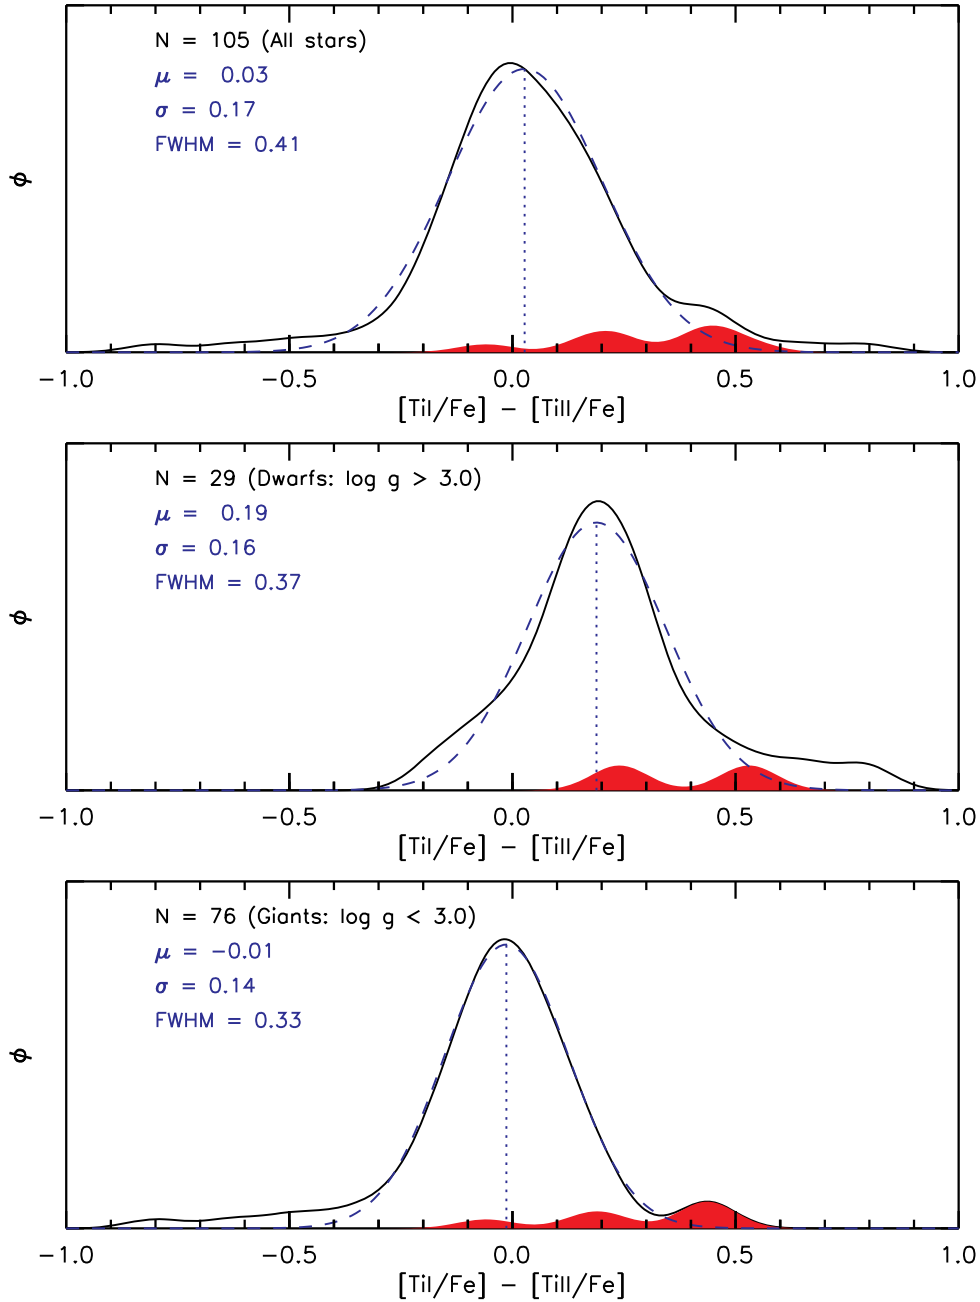 N = 105 (All stars)
μ = 0.03
σ = 0.17
FWHM = 0.41
ϕ
−1.0 −0.5 0.0 0.5 1.0
[TiI/Fe] − [TiII/Fe]
N = 29 (Dwarfs: log g > 3.0)
μ = 0.19
σ = 0.16
FWHM = 0.37
ϕ
−1.0 −0.5 0.0 0.5 1.0
[TiI/Fe] − [TiII/Fe]
N = 76 (Giants: log g < 3.0)
μ = −0.01
σ = 0.14
FWHM = 0.33
ϕ
−1.0 −0.5 0.0 0.5 1.0
[TiI/Fe] − [TiII/Fe]